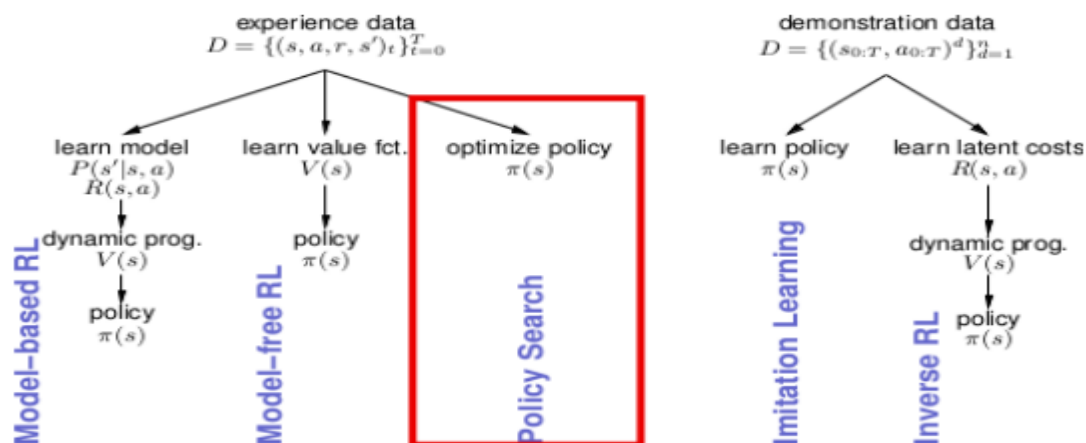 experience data
D = {(s, a, r, s')_t}_{t=0}^T
demonstration data
D = {(s_{0:T}, a_{0:T})^d}_{d=1}^n
learn model
P(s'|s, a)
R(s, a)
learn value fct.
V(s)
optimize policy
π(s)
learn policy
π(s)
learn latent costs
R(s, a)
dynamic prog.
V(s)
policy
π(s)
policy
π(s)
dynamic prog.
V(s)
policy
π(s)
Model-based RL
Model-free RL
Policy Search
Imitation Learning
Inverse RL